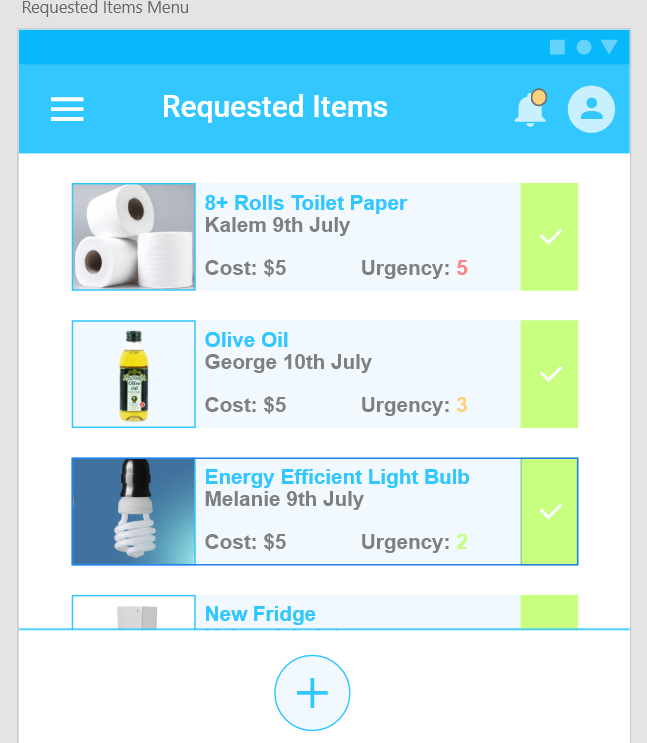 Requested Items Menu
Requested Items
8+ Rolls Toilet Paper
Kalem 9th July
Cost: $5 Urgency: 5
Olive Oil
George 10th July
Cost: $5 Urgency: 3
Olive
Oil
Energy Efficient Light Bulb
Melanie 9th July
Cost: $5 Urgency: 2
New Fridge